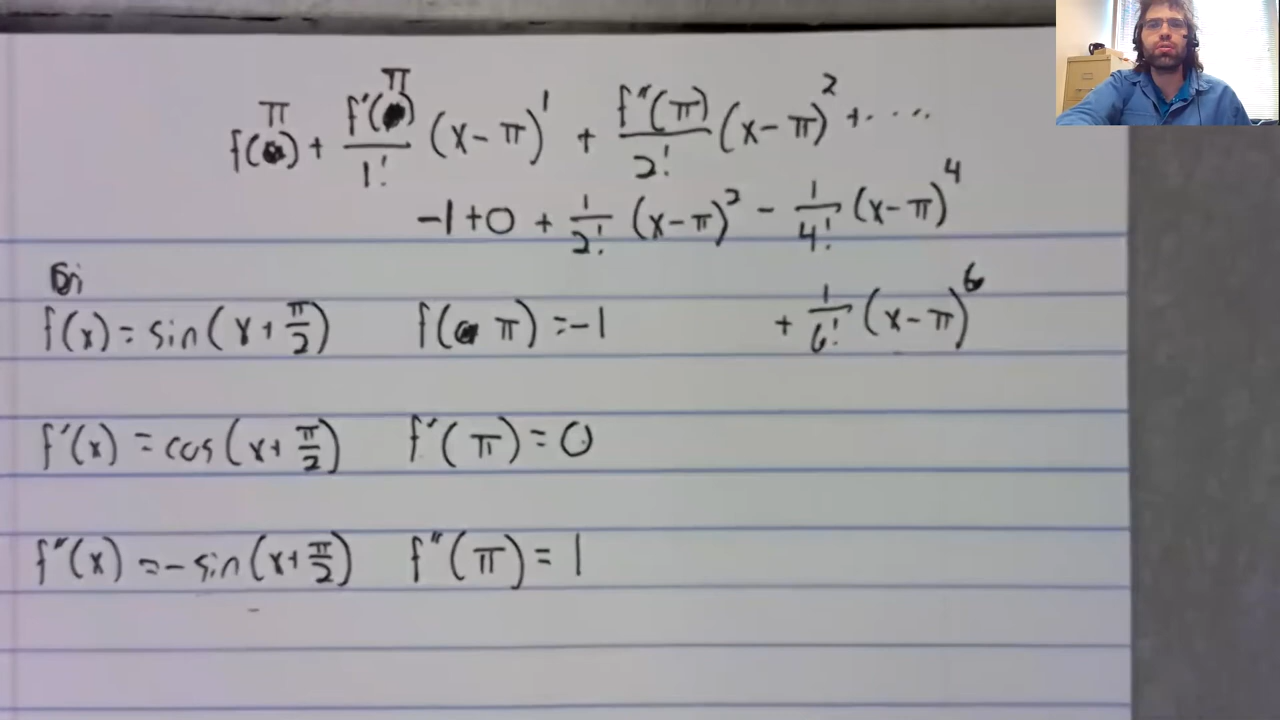 f(π) + f'(π)/1! (x-π)^1 + f''(π)/2! (x-π)^2 + ....
-1+0 + 1/2! (x-π)^2 - 1/4! (x-π)^4
+ 1/6! (x-π)^6
f(x) = sin(x+π/2) f(π) = -1
f'(x) = cos(x+π/2) f'(π) = 0
f''(x) = -sin(x+π/2) f''(π) = 1